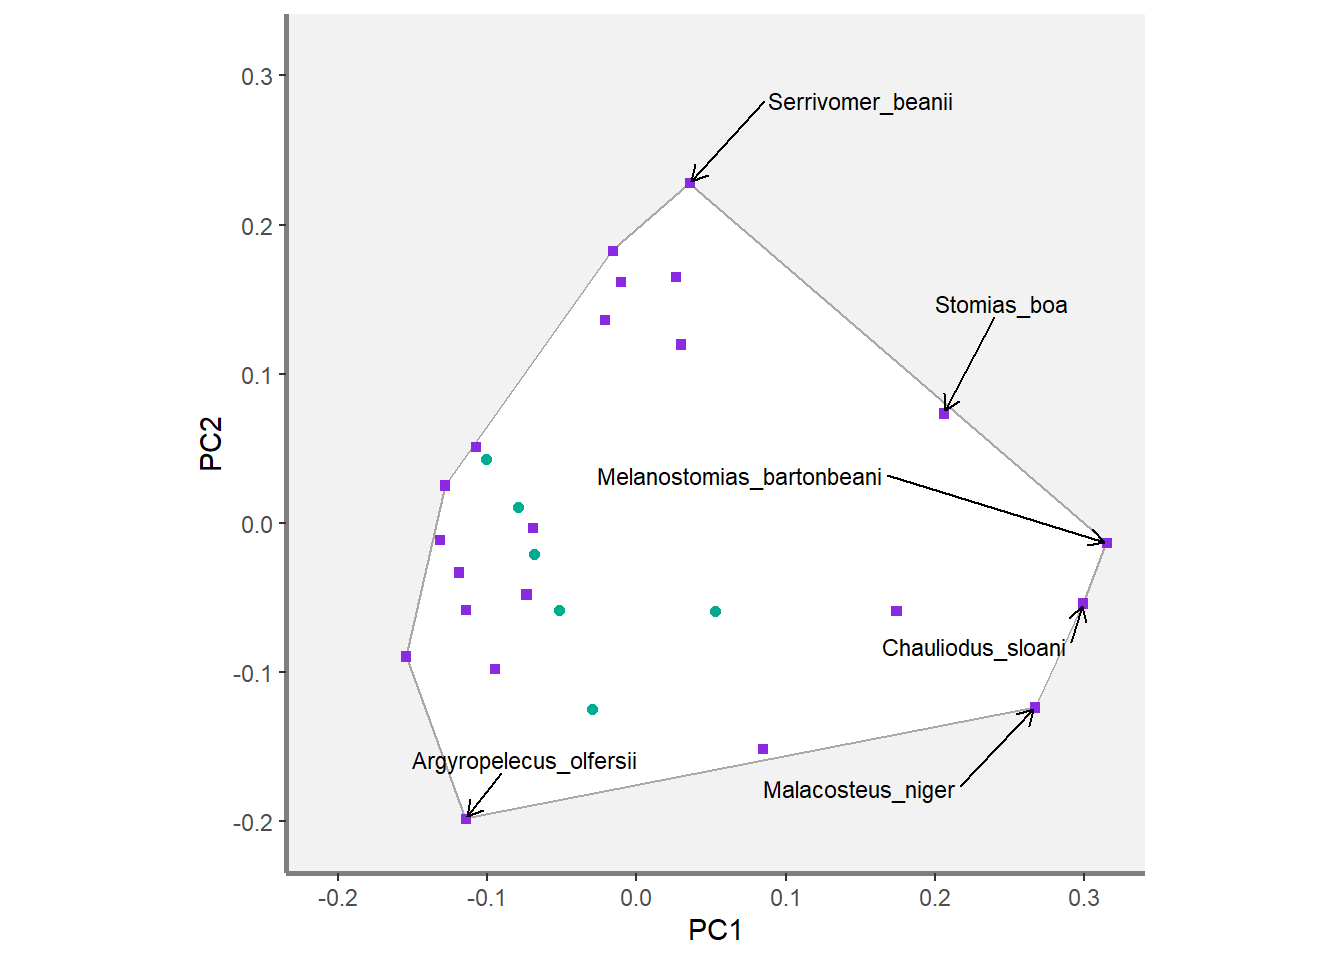 0.3
Serrivomer_beanii
0.2
Stomias_boa
0.1
PC2
Melanostomias_bartonbeani
0.0
Chauliodus_sloani
-0.1
Argyropelecus_olfersii
Malacosteus_niger
-0.2
-0.2 -0.1 0.0 0.1 0.2 0.3
PC1